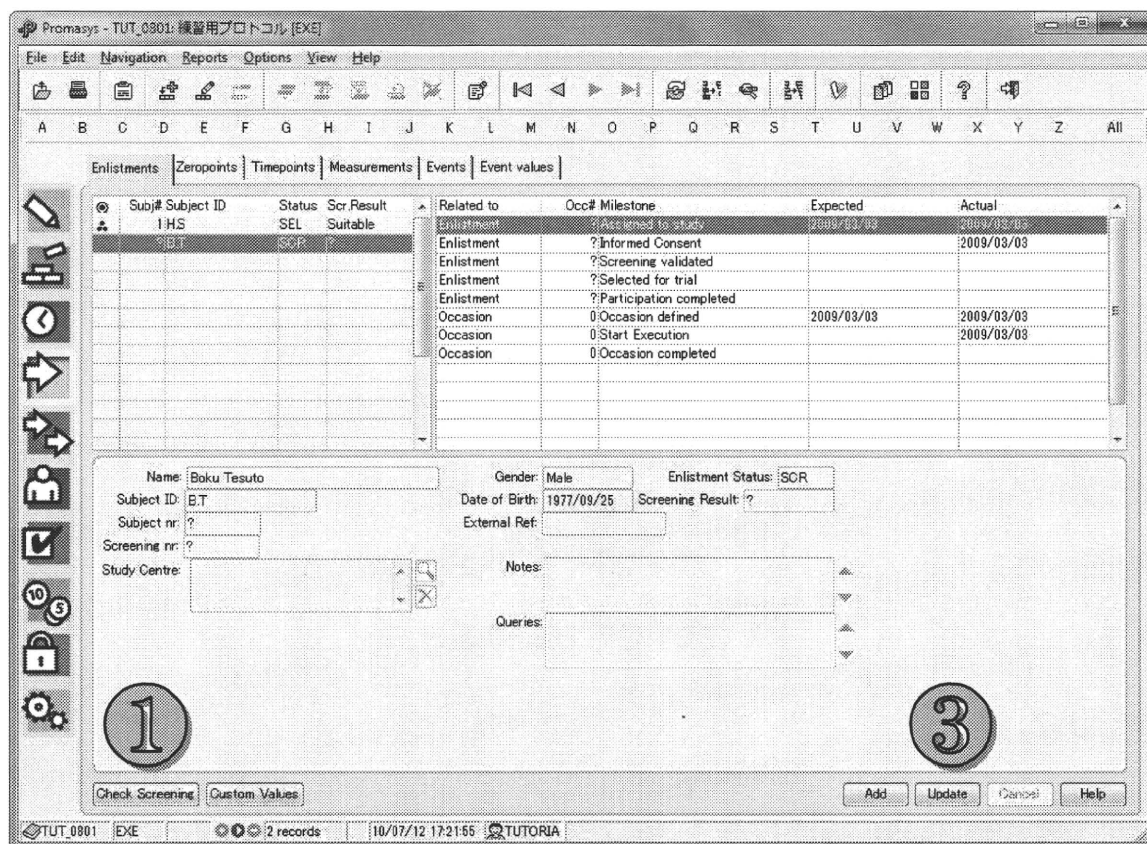 Promasys - TUT_0801: 練習用プロトコル [EXE]
File Edit Navigation Reports Options View Help
A B C D E F G H I J K L M N O P Q R S T U V W X Y Z All
Enlistments Zeropoints Timepoints Measurements Events Event values
Subj# Subject ID Status Scr.Result Related to Occ# Milestone Expected Actual
1 H.S SEL Suitable Enlistment ? Assigned to study 2009/03/03 2009/03/03
? B.T SCR ? Enlistment ? Informed Consent 2009/03/03
Enlistment ? Screening validated
Enlistment ? Selected for trial
Enlistment ? Participation completed
Occasion 0 Occasion defined 2009/03/03 2009/03/03
Occasion 0 Start Execution 2009/03/03
Occasion 0 Occasion completed
Name: Boku Tesuto Gender: Male Enlistment Status: SCR
Subject ID: B.T Date of Birth: 1977/09/25 Screening Result: ?
Subject nr: ? External Ref:
Screening nr: ?
Study Centre: Notes:
Queries:
10 5
1 3
Check Screening Custom Values Add Update Cancel Help
TUT_0801 EXE 2 records 10/07/12 17:21:55 TUTORIA